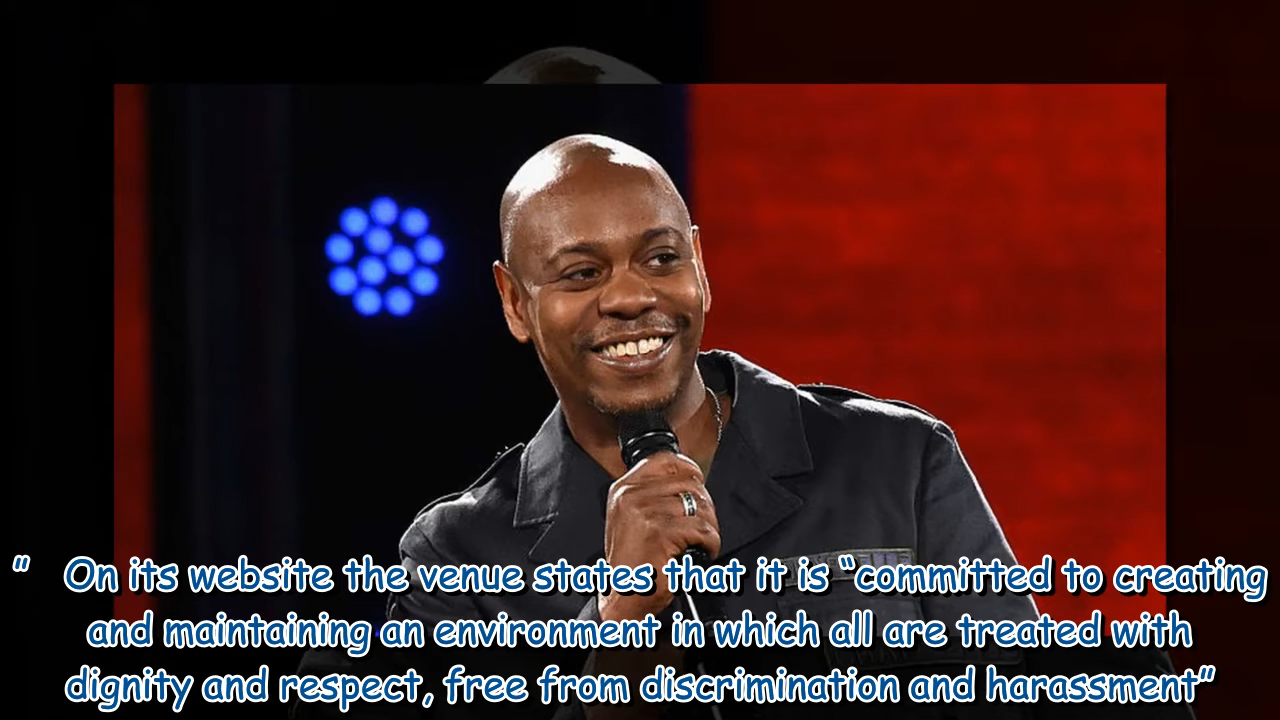 “   On its website the venue states that it is “committed to creating
and maintaining an environment in which all are treated with
dignity and respect, free from discrimination and harassment”